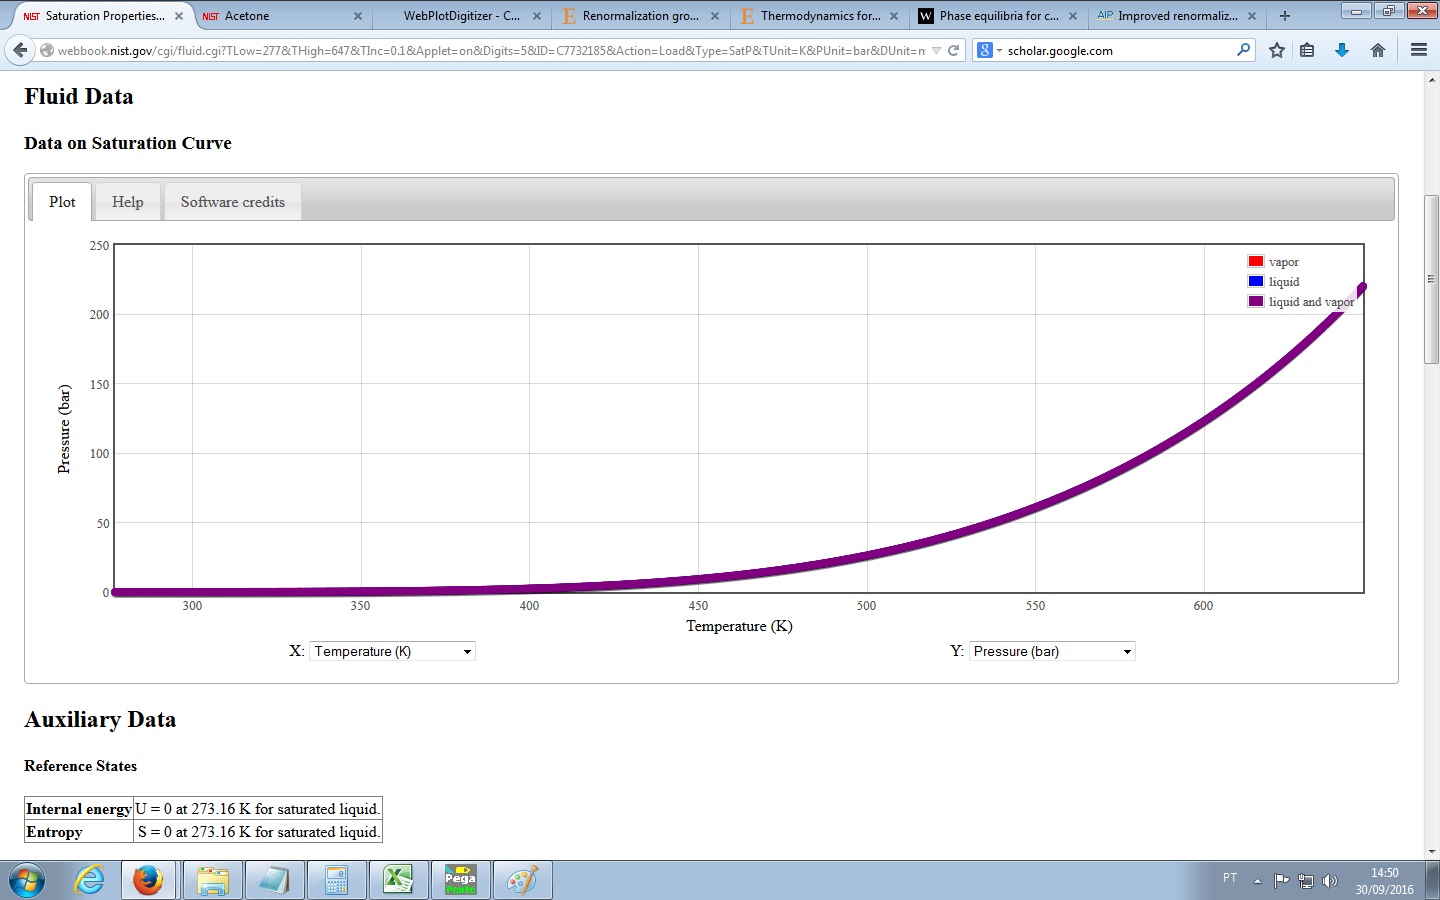 NIST Saturation Properties... NIST Acetone WebPlotDigitizer - C... E Renormalization gro... E Thermodynamics for... W Phase equilibria for c... AIP Improved renormaliz...
webbook.nist.gov/cgi/fluid.cgi?TLow=277&THigh=647&TInc=0.1&Applet=on&Digits=5&ID=C7732185&Action=Load&Type=SatP&TUnit=K&PUnit=bar&DUnit=m 8 scholar.google.com
Fluid Data
Data on Saturation Curve
Plot Help Software credits
250
200
150
100
50
0
Pressure (bar)
vapor
liquid
liquid and vapor
300 350 400 450 500 550 600
Temperature (K)
X: Temperature (K) Y: Pressure (bar)
Auxiliary Data
Reference States
Internal energy U = 0 at 273.16 K for saturated liquid.
Entropy S = 0 at 273.16 K for saturated liquid.
Pega
Ponto
PT
14:50
30/09/2016